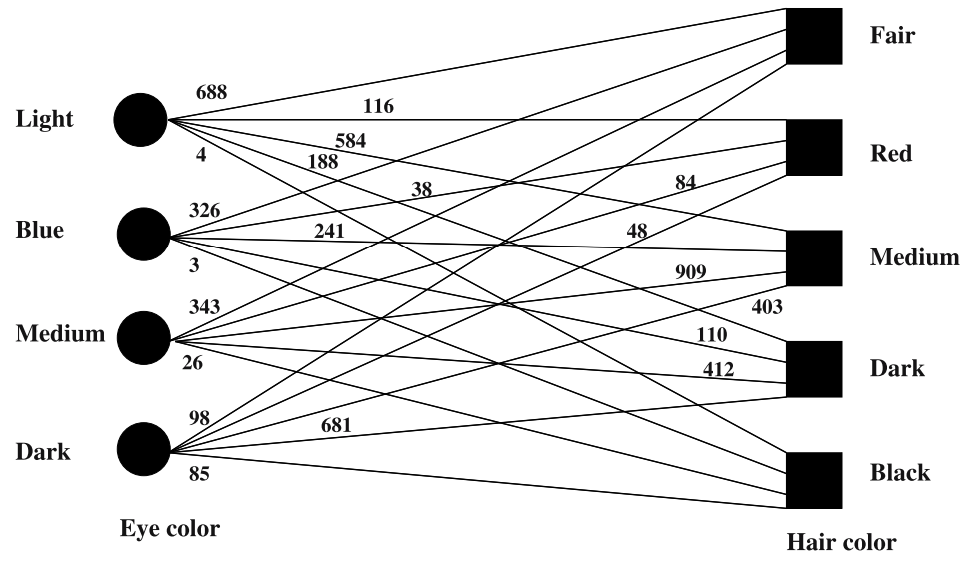 Fair
688
116
Light
584
4
188
Red
38
84
326
Blue
241
48
3
Medium
909
343
403
Medium
110
26
412
Dark
98
681
Dark
85
Black
Eye color
Hair color